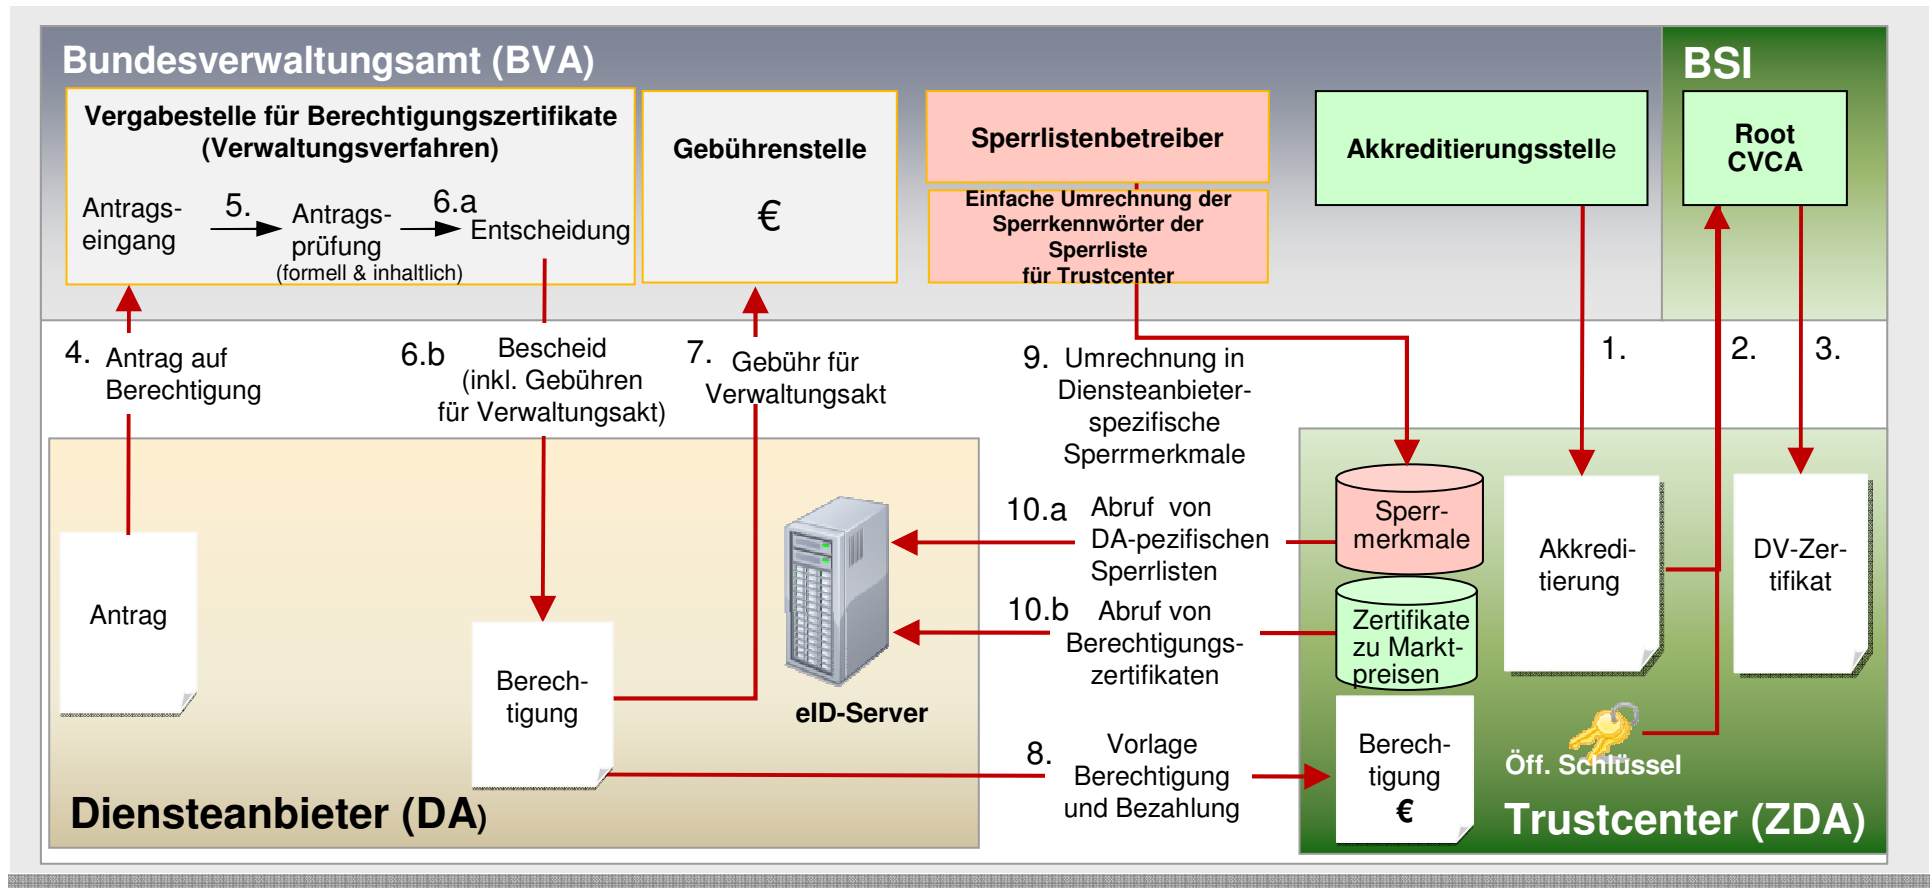 Bundesverwaltungsamt (BVA)
BSI
Vergabestelle für Berechtigungszertifikate
(Verwaltungsverfahren)
Antrags-
eingang
5.
Antrags-
prüfung
(formell & inhaltlich)
6.a
Entscheidung
Gebührenstelle
€
Sperrlistenbetreiber
Einfache Umrechnung der
Sperrkennwörter der
Sperrliste
für Trustcenter
Akkreditierungsstelle
Root
CVCA
4.
Antrag auf
Berechtigung
6.b
Bescheid
(inkl. Gebühren
für Verwaltungsakt)
7.
Gebühr für
Verwaltungsakt
9.
Umrechnung in
Diensteanbieter-
spezifische
Sperrmerkmale
1.
2.
3.
Antrag
Berech-
tigung
eID-Server
Diensteanbieter (DA)
10.a
Abruf von
DA-pezifischen
Sperrlisten
10.b
Abruf von
Berechtigungs-
zertifikaten
8.
Vorlage
Berechtigung
und Bezahlung
Sperr-
merkmale
Zertifikate
zu Markt-
preisen
Berech-
tigung
€
Akkredi-
tierung
DV-Zer-
tifikat
Öff. Schlüssel
Trustcenter (ZDA)